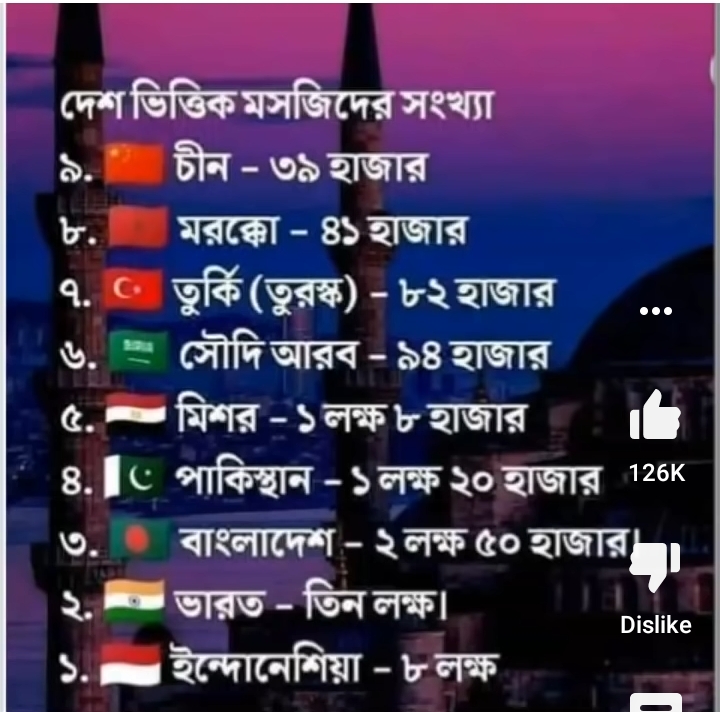 দেশ ভিত্তিক মসজিদের সংখ্যা
৯. চীন – ৩৯ হাজার
৮. মরক্কো – ৪১ হাজার
৭. তুর্কি (তুরস্ক) – ৮২ হাজার
৬. সৌদি আরব – ৯৪ হাজার
৫. মিশর – ১ লক্ষ ৮ হাজার
৪. পাকিস্থান – ১ লক্ষ ২০ হাজার
126K
৩. বাংলাদেশ – ২ লক্ষ ৫০ হাজার।
২. ভারত – তিন লক্ষ।
Dislike
১. ইন্দোনেশিয়া – ৮ লক্ষ